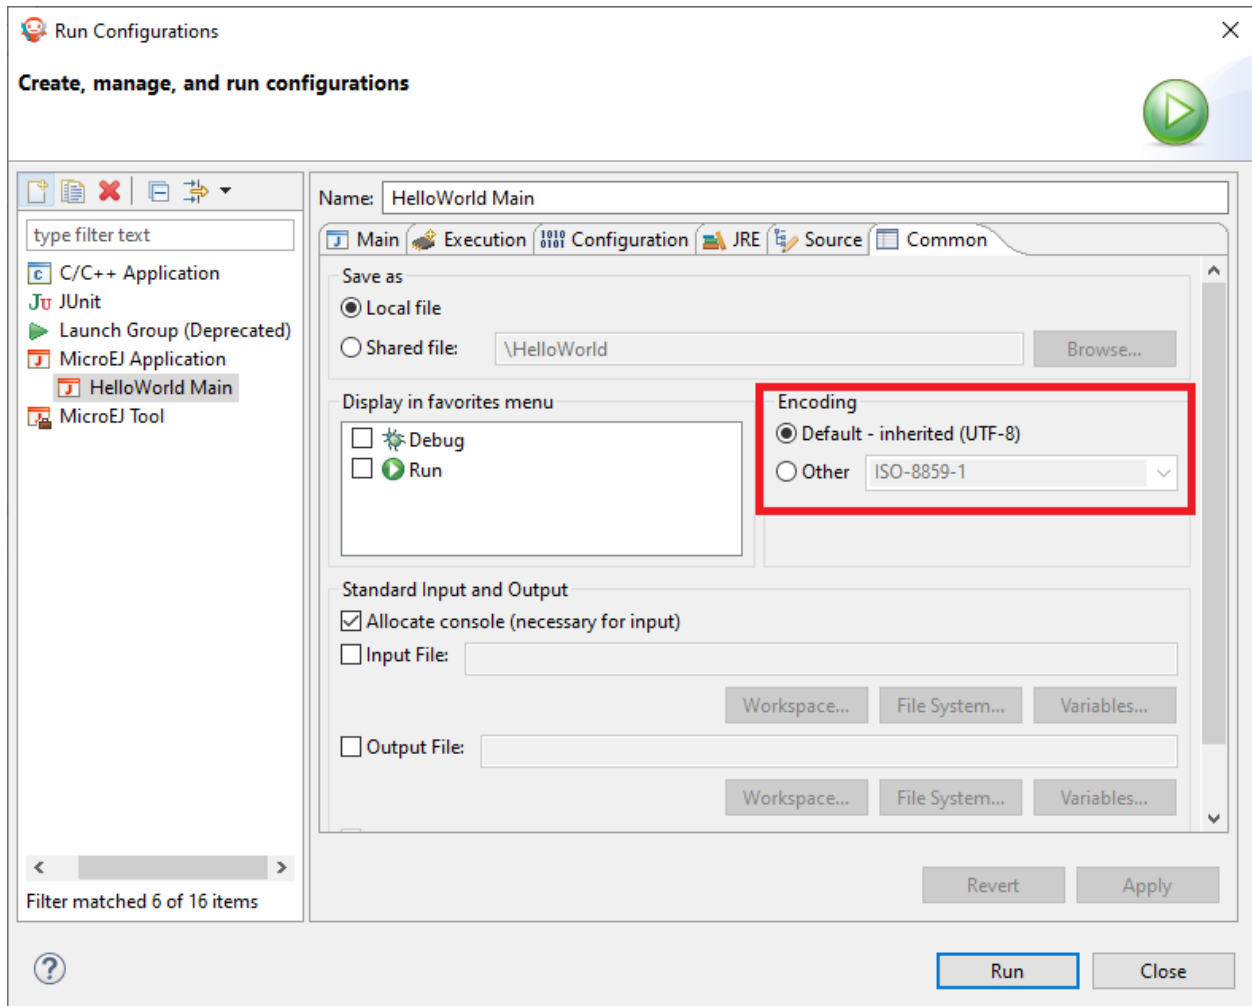 Run Configurations
Create, manage, and run configurations
Name: HelloWorld Main
type filter text
Main Execution Configuration JRE Source Common
C/C++ Application
JUnit
Launch Group (Deprecated)
MicroEJ Application
HelloWorld Main
MicroEJ Tool
Save as
Local file
Shared file: \HelloWorld Browse...
Display in favorites menu
Debug
Run
Encoding
Default - inherited (UTF-8)
Other ISO-8859-1
Standard Input and Output
Allocate console (necessary for input)
Input File:
Workspace... File System... Variables...
Output File:
Workspace... File System... Variables...
Filter matched 6 of 16 items
Revert Apply
Run Close